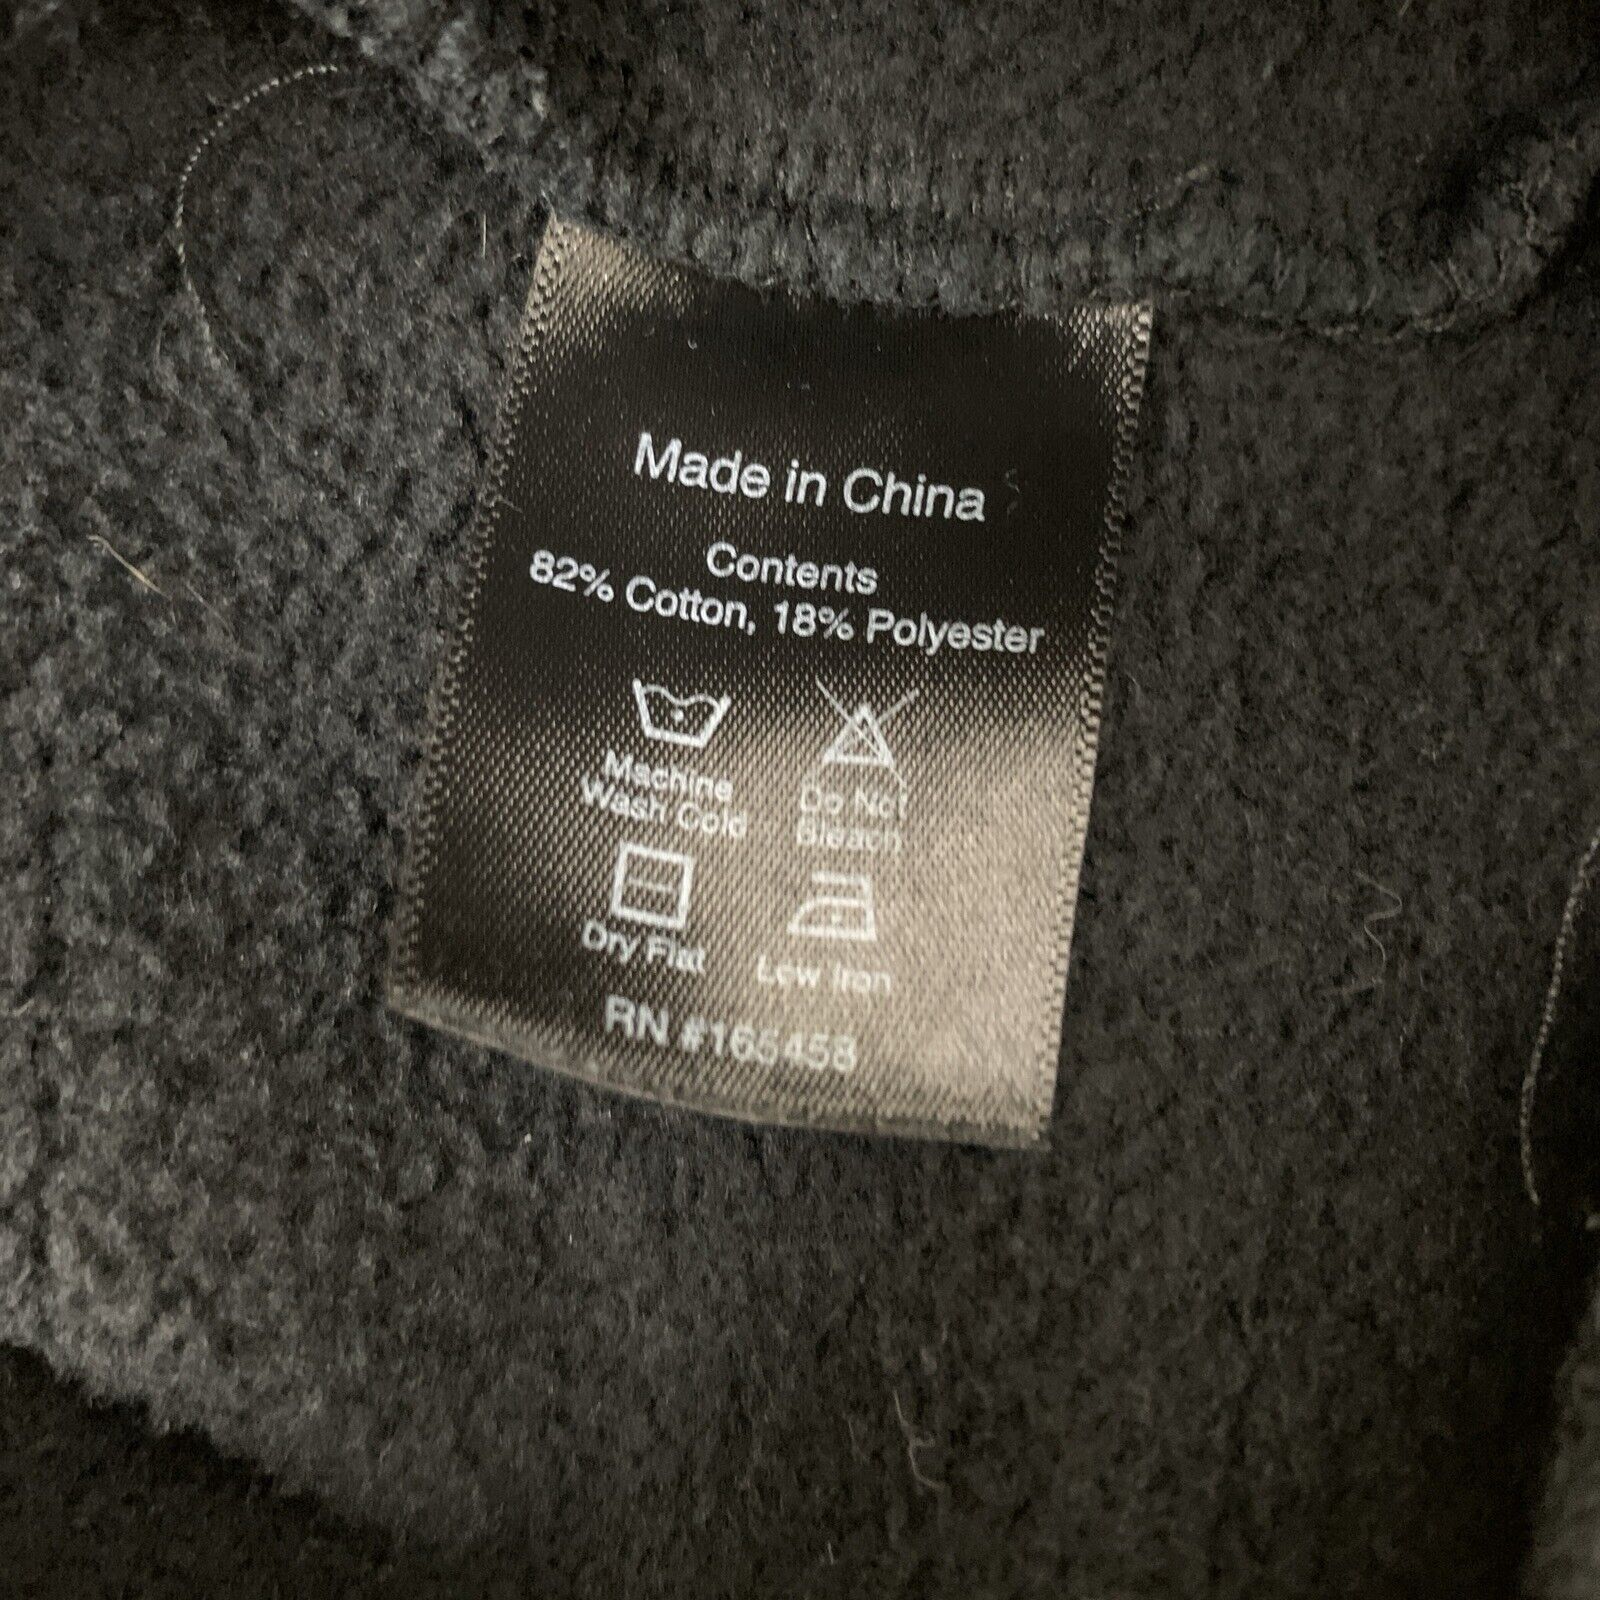 Made in China
Contents
82% Cotton, 18% Polyester
Machine
Wash Cold
Do Not
Bleach
Dry Flat
Low Iron
RN #165458